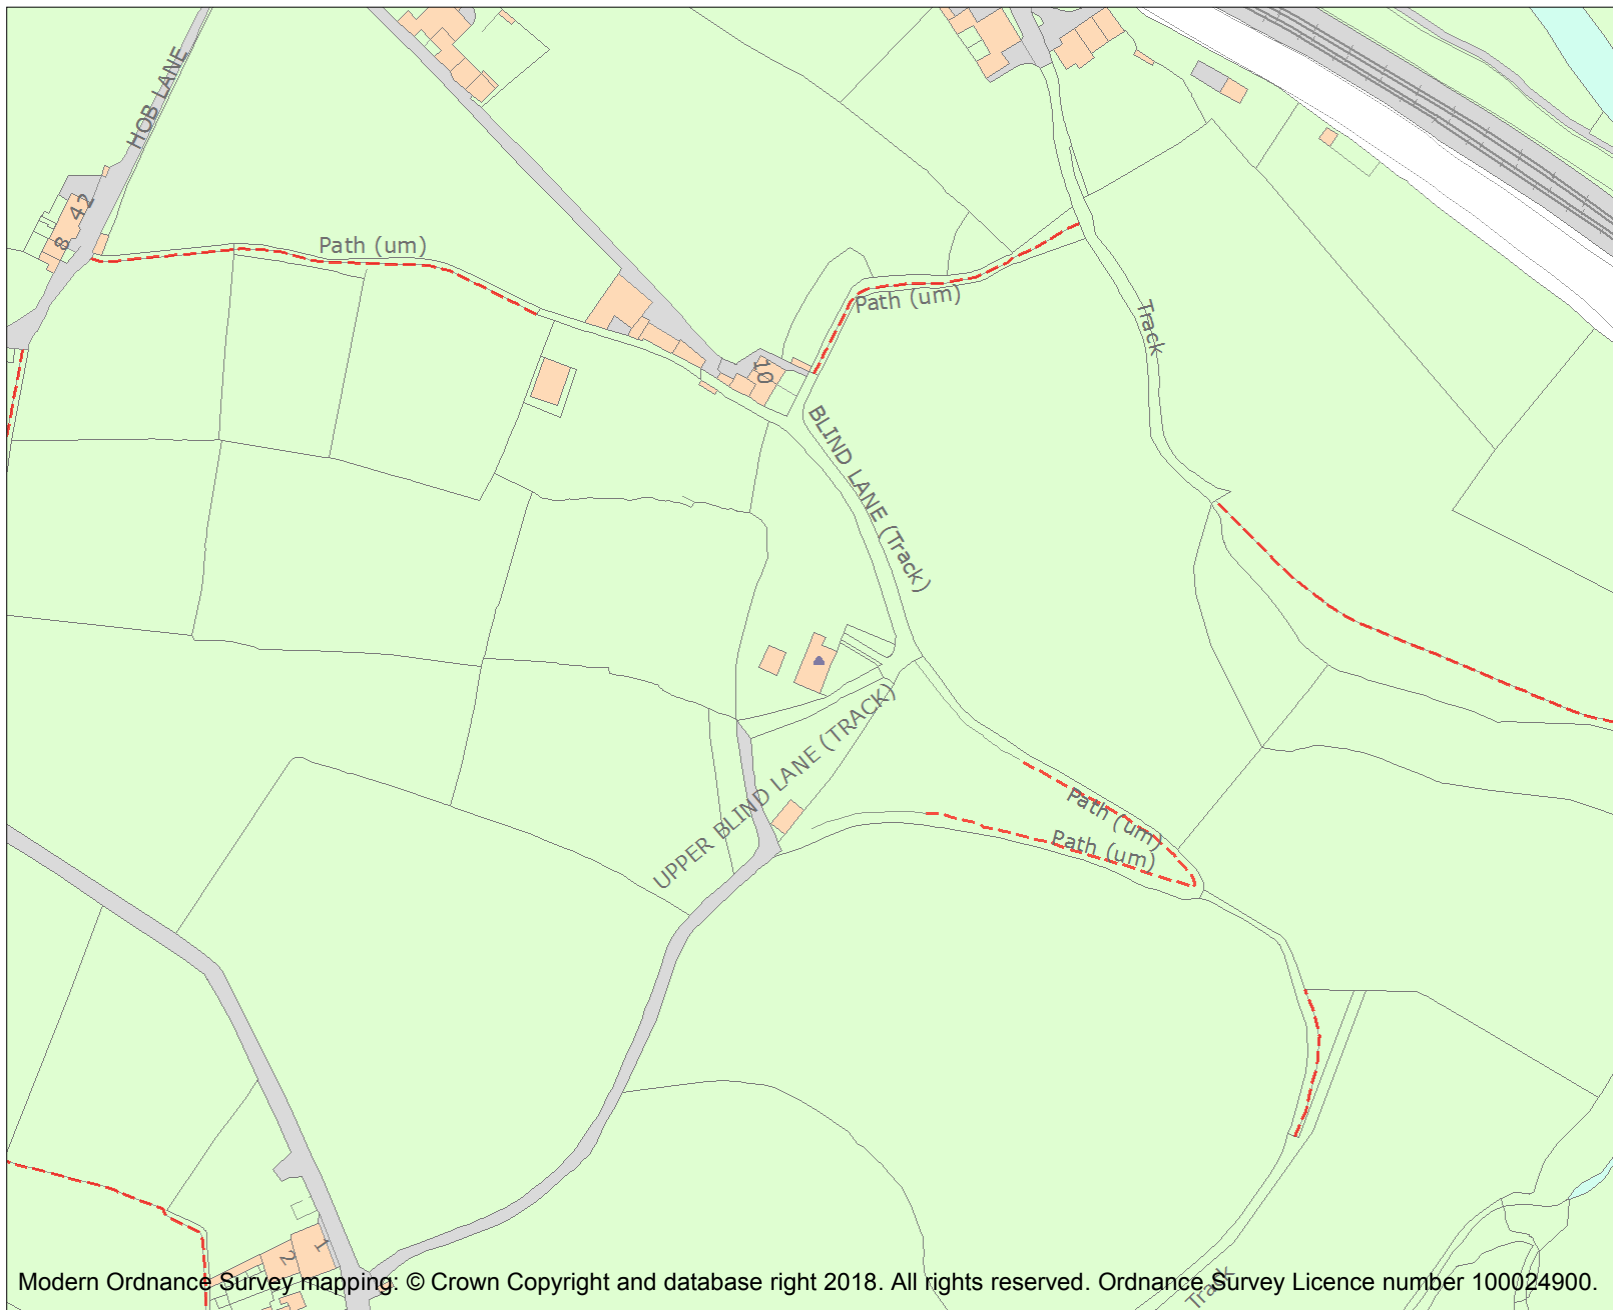 HOB LANE
42
8
Path (um)
Path (um)
Track
10
BLIND LANE (Track)
UPPER BLIND LANE (TRACK)
Path (um)
Path (um)
1
2
Track
Modern Ordnance Survey mapping: © Crown Copyright and database right 2018. All rights reserved. Ordnance Survey Licence number 100024900.